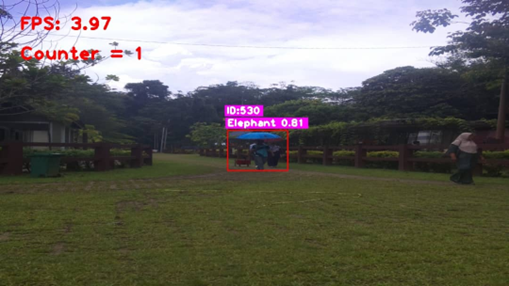 FPS: 3.97
Counter = 1
ID:530
Elephant 0.81